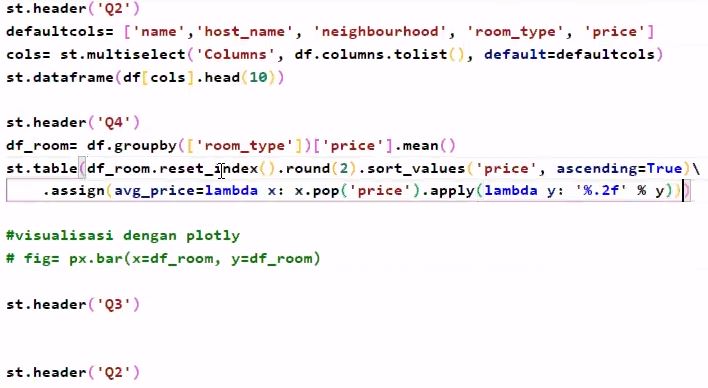 st.header('Q2')
defaultcols= ['name','host_name', 'neighbourhood', 'room_type', 'price']
cols= st.multiselect('Columns', df.columns.tolist(), default=defaultcols)
st.dataframe(df[cols].head(10))
st.header('Q4')
df_room= df.groupby(['room_type'])['price'].mean()
st.table(df_room.reset_index().round(2).sort_values('price', ascending=True)\
.assign(avg_price=lambda x: x.pop('price').apply(lambda y: '%.2f' % y)))
#visualisasi dengan plotly
# fig= px.bar(x=df_room, y=df_room)
st.header('Q3')
st.header('Q2')